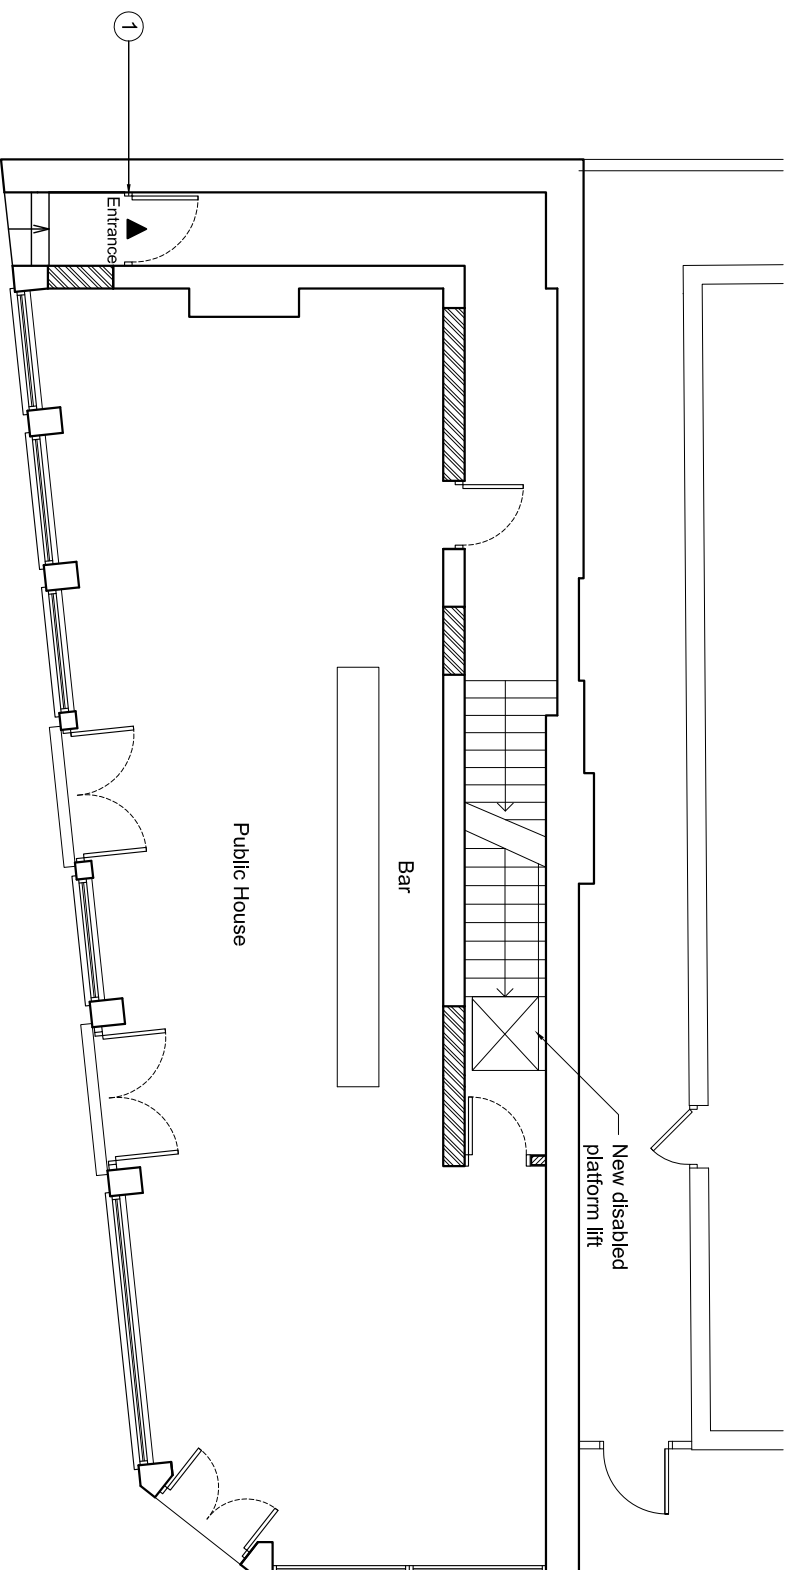 1
Entrance
New disabled
platform lift
Bar
Public House